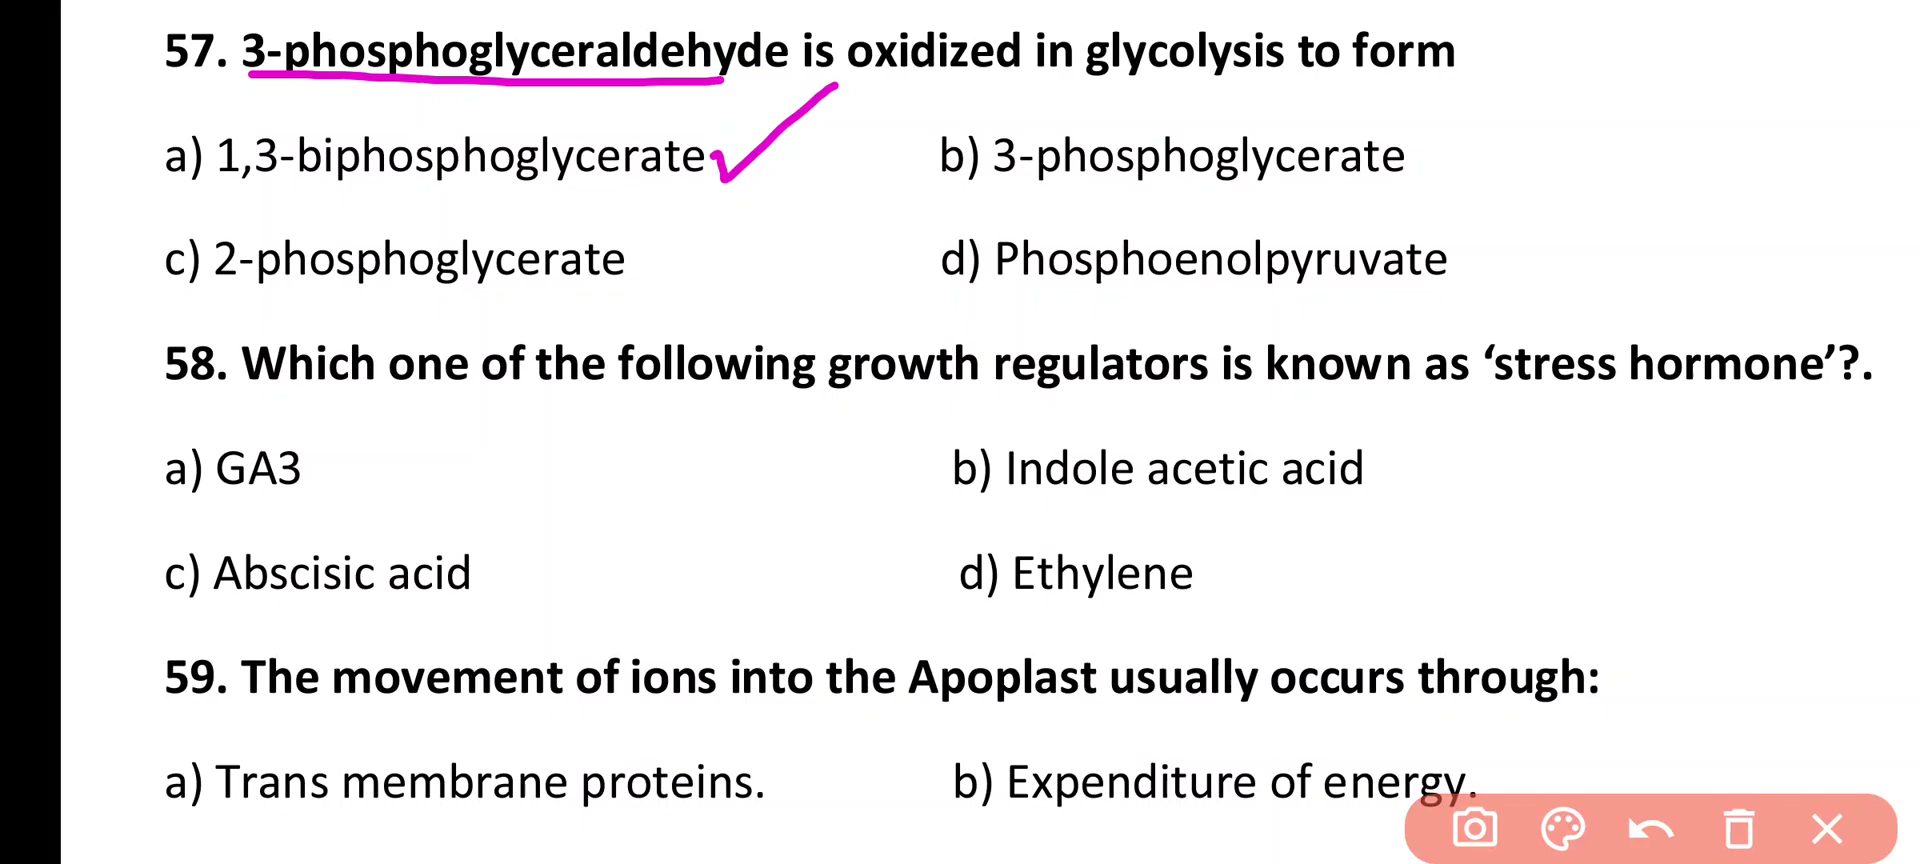 57. 3-phosphoglyceraldehyde is oxidized in glycolysis to form
a) 1,3-biphosphoglycerate b) 3-phosphoglycerate
c) 2-phosphoglycerate d) Phosphoenolpyruvate
58. Which one of the following growth regulators is known as ‘stress hormone’?.
a) GA3 b) Indole acetic acid
c) Abscisic acid d) Ethylene
59. The movement of ions into the Apoplast usually occurs through:
a) Trans membrane proteins. b) Expenditure of energy.